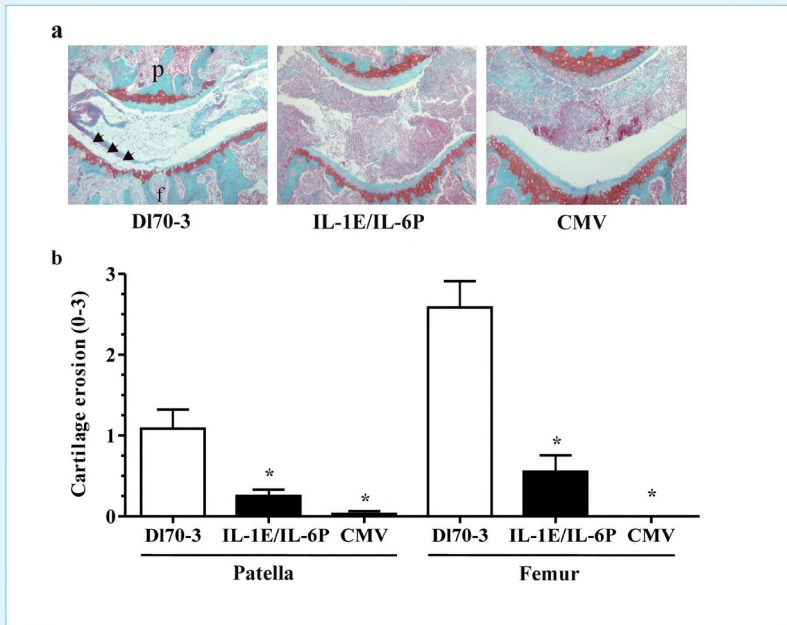 a
p
f
Dl70-3 IL-1E/IL-6P CMV
b
Cartilage erosion (0-3)
3
2
1
0
* * * *
Dl70-3 IL-1E/IL-6P CMV Dl70-3 IL-1E/IL-6P CMV
Patella Femur